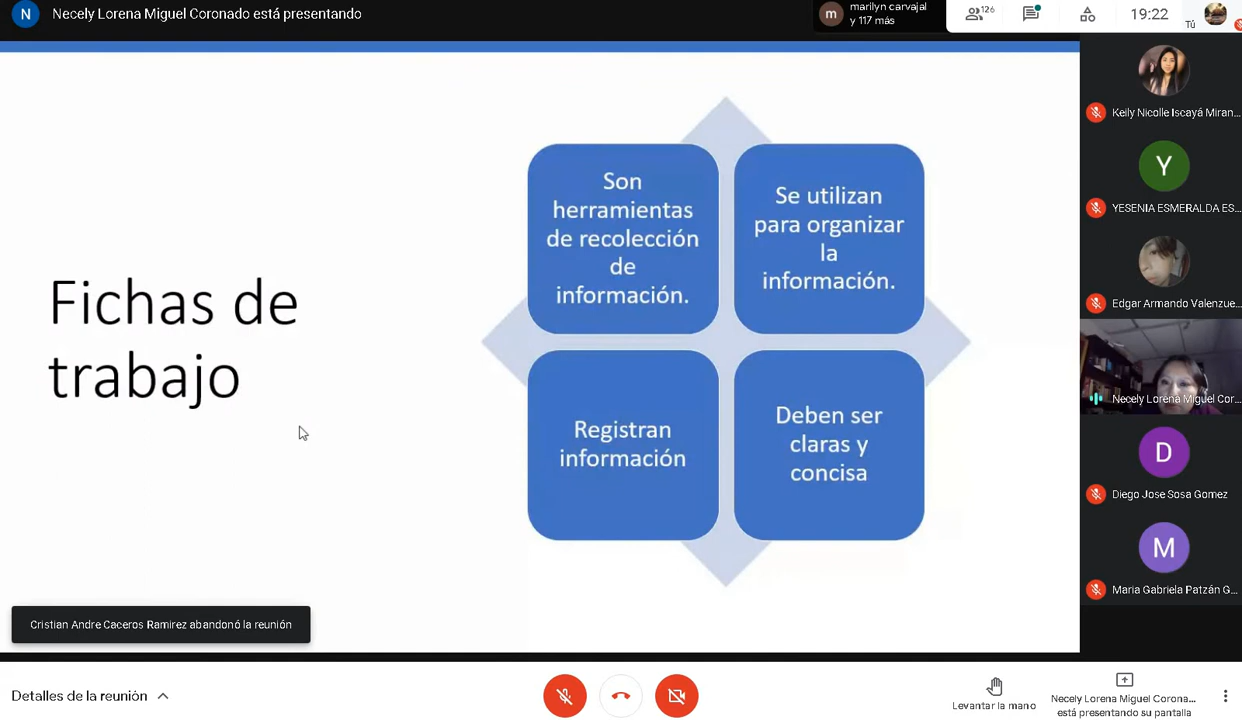 N
Necely Lorena Miguel Coronado está presentando
m
marilyn carvajal
y 117 más
126
19:22
Tú
Fichas de
trabajo
Son
herramientas
de recolección
de
información.
Se utilizan
para organizar
la
información.
Registran
información
Deben ser
claras y
concisa
Keily Nicolle Iscayá Miran...
Y
YESENIA ESMERALDA ES...
Edgar Armando Valenzue...
Necely Lorena Miguel Cor...
D
Diego Jose Sosa Gomez
M
Maria Gabriela Patzán G...
Cristian Andre Caceros Ramirez abandonó la reunión
Detalles de la reunión
Levantar la mano
Necely Lorena Miguel Corona...
está presentando su pantalla